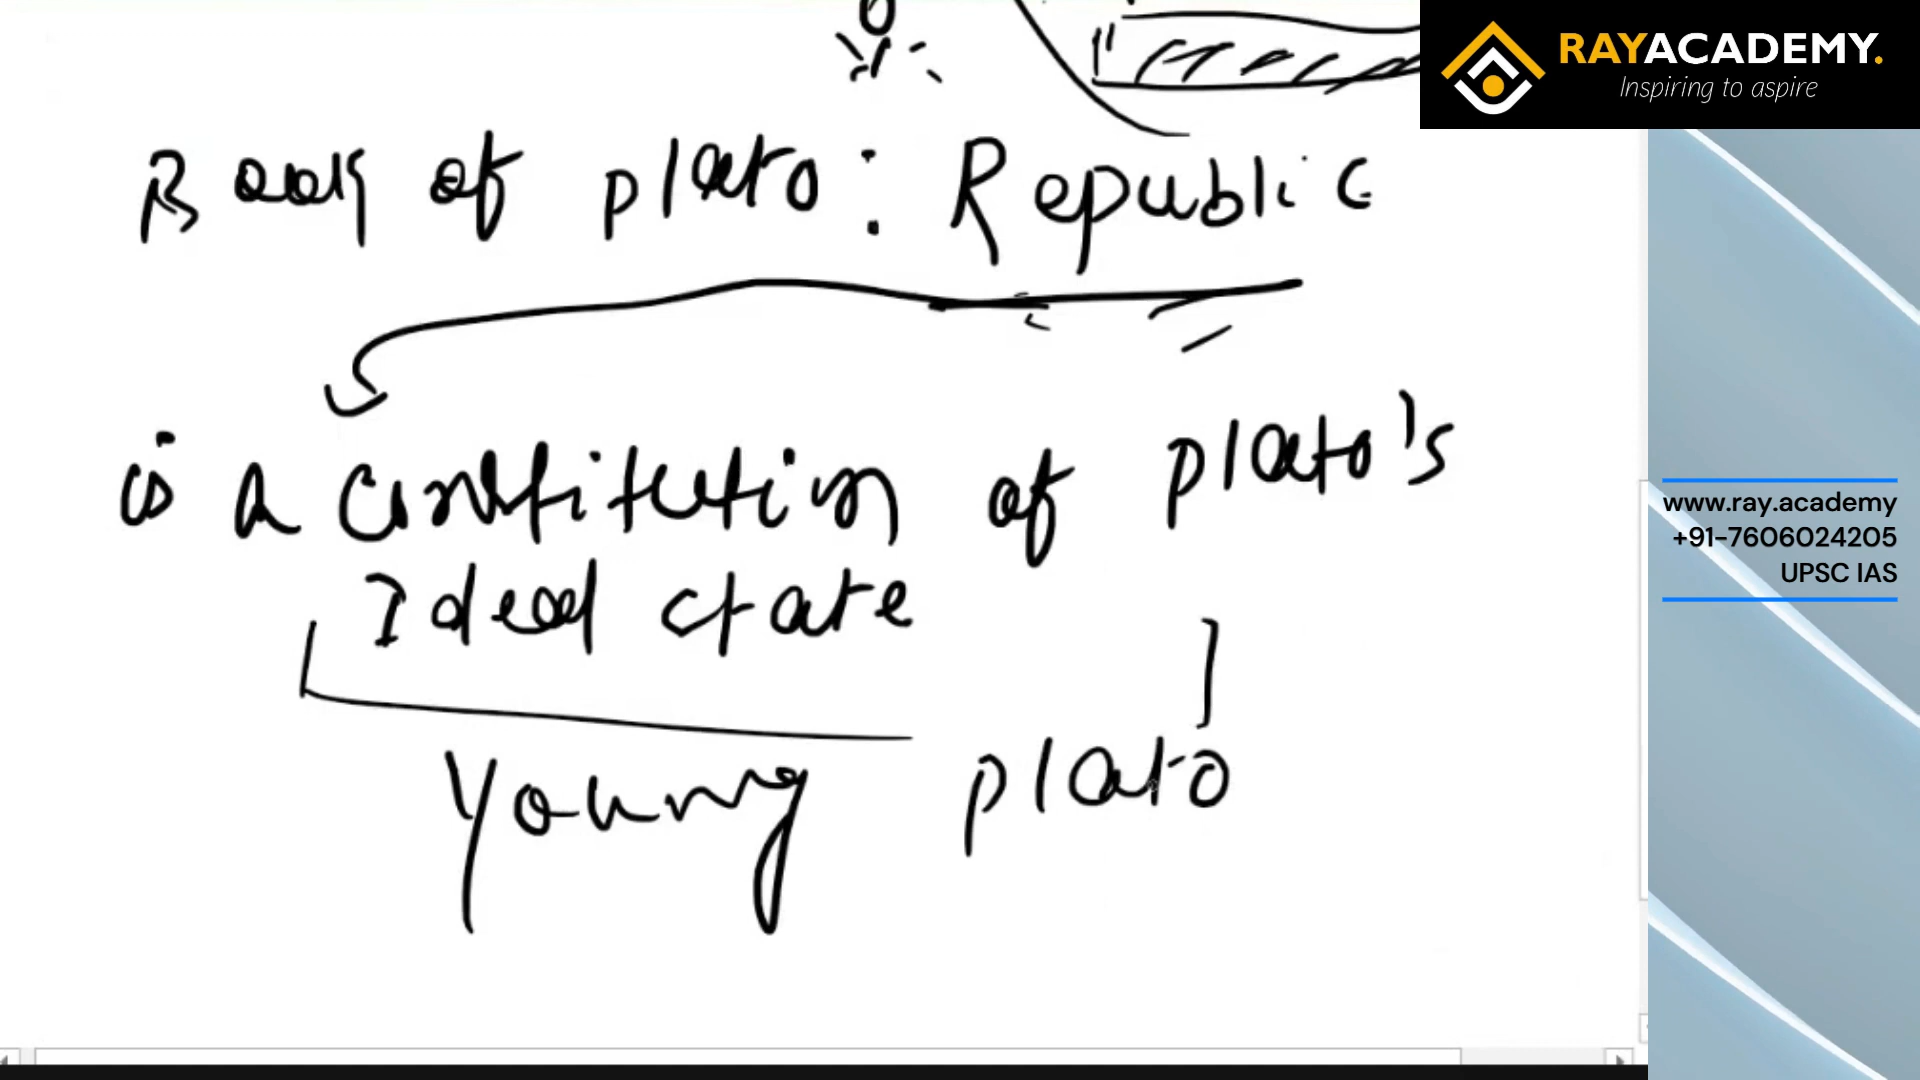 RAYACADEMY.
Inspiring to aspire
Book of plato: Republic
is a constitution of plato's
Ideal state
Young plato
www.ray.academy
+91-7606024205
UPSC IAS